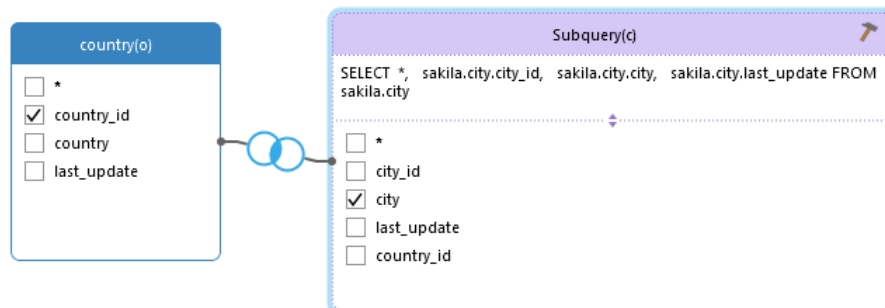 country(o)
*
country_id
country
last_update
Subquery(c)
SELECT *, sakila.city.city_id, sakila.city.city, sakila.city.last_update FROM
sakila.city
*
city_id
city
last_update
country_id